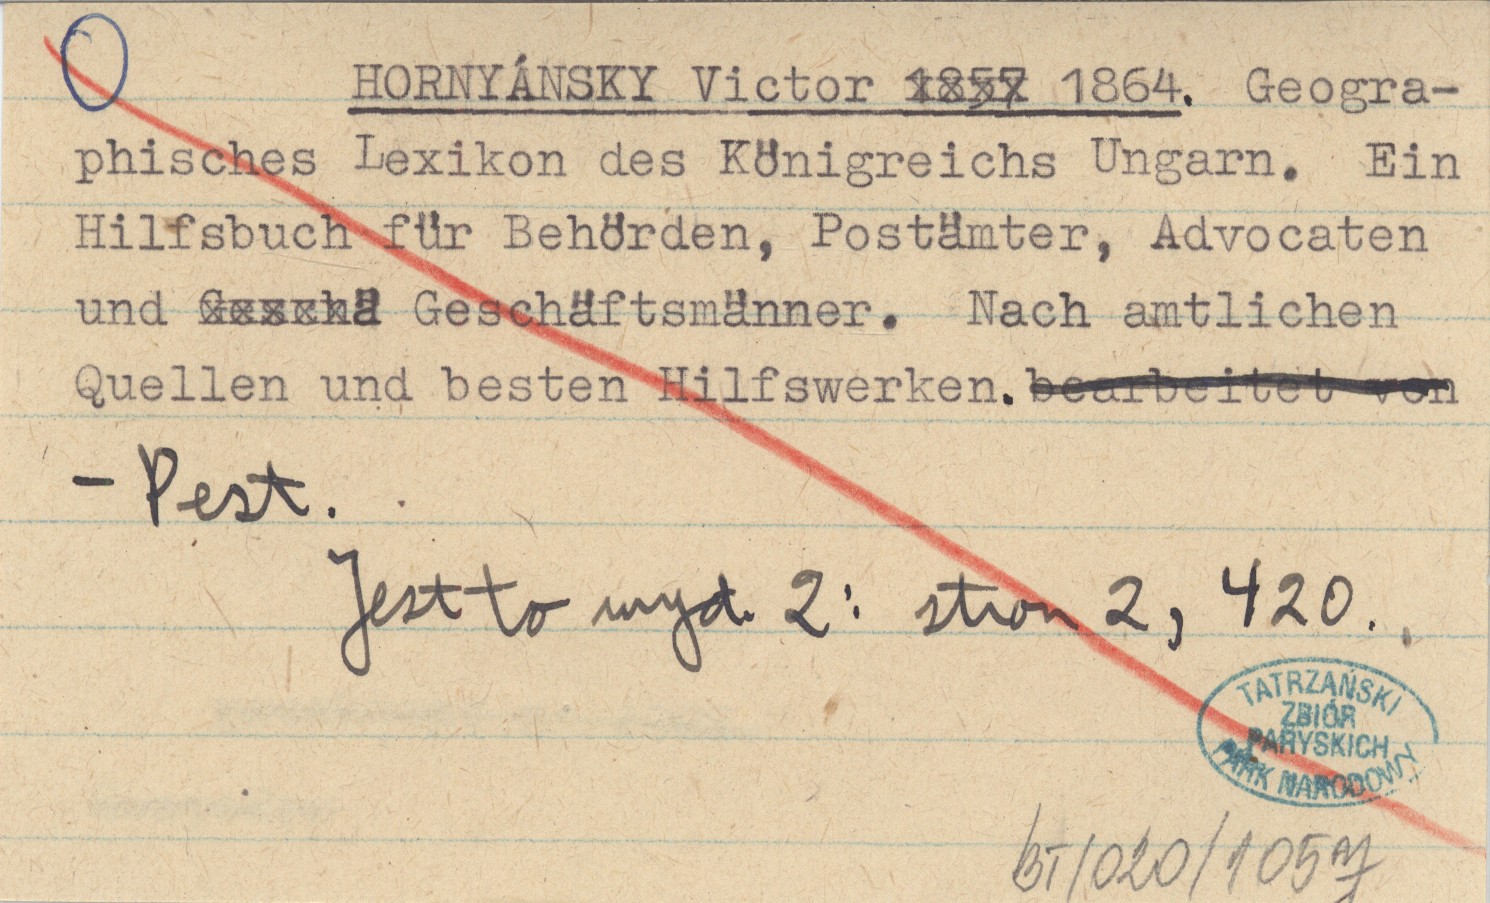 HORNYÁNSKY Victor 1857 1864. Geogra-
phisches Lexikon des Königreichs Ungarn. Ein
Hilfsbuch für Behörden, Postämter, Advocaten
und Geschä Geschäftsmänner. Nach amtlichen
Quellen und besten Hilfswerken. bearbeitet von
- Pest.
Jest to wyd. 2: stron 2, 420.
TATRZAŃSKI
ZBIÓR
PARYSKICH
PARK NARODOWY
BT/020/105